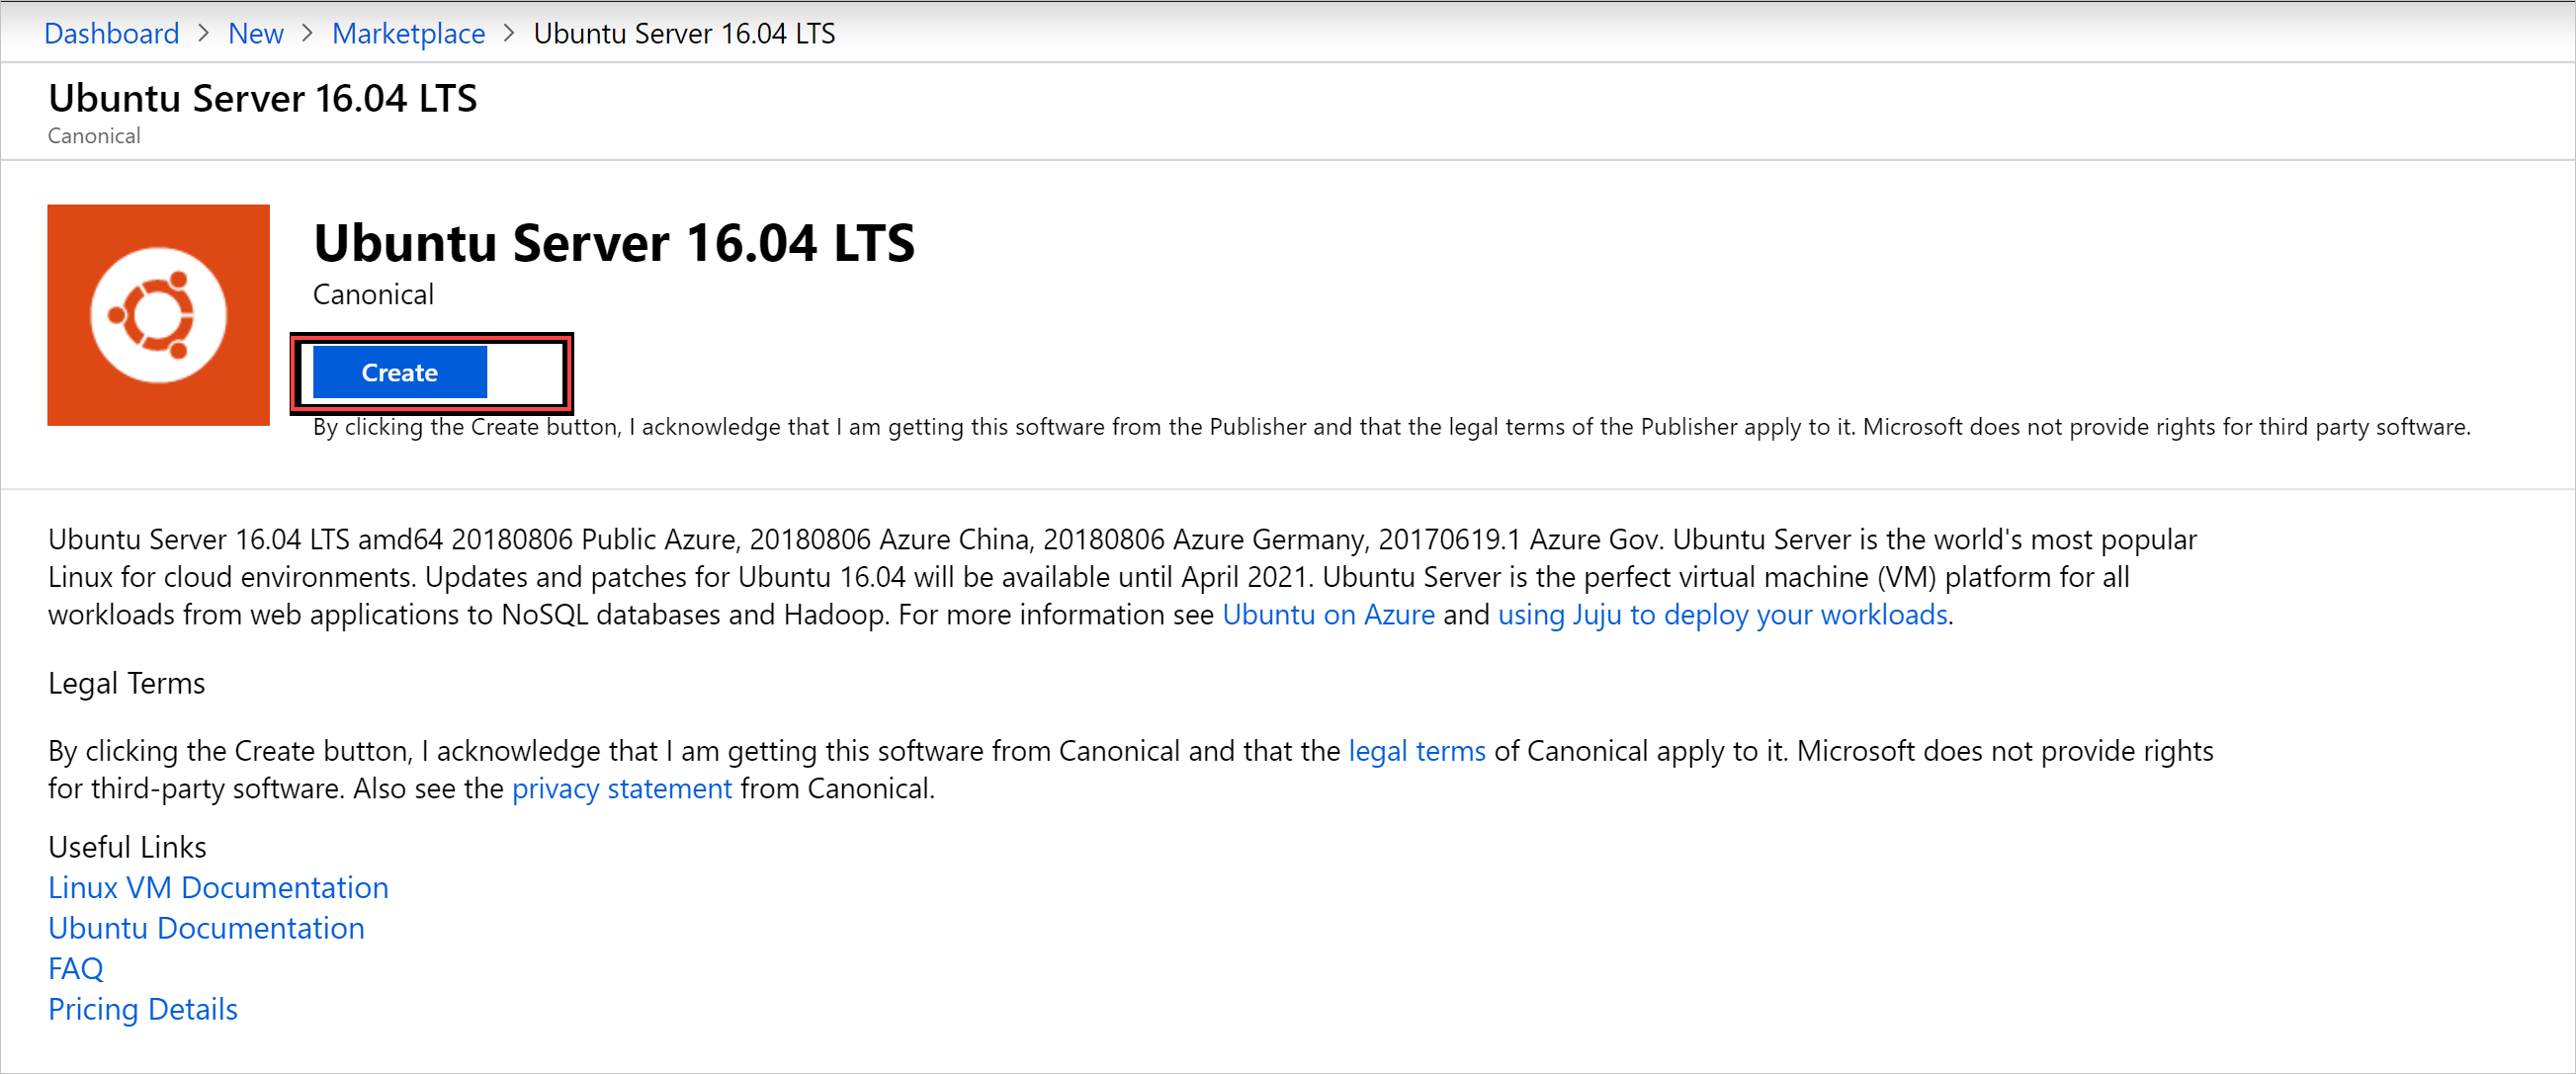 Dashboard > New > Marketplace > Ubuntu Server 16.04 LTS
Ubuntu Server 16.04 LTS
Canonical
Ubuntu Server 16.04 LTS
Canonical
Create
By clicking the Create button, I acknowledge that I am getting this software from the Publisher and that the legal terms of the Publisher apply to it. Microsoft does not provide rights for third party software.
Ubuntu Server 16.04 LTS amd64 20180806 Public Azure, 20180806 Azure China, 20180806 Azure Germany, 20170619.1 Azure Gov. Ubuntu Server is the world's most popular
Linux for cloud environments. Updates and patches for Ubuntu 16.04 will be available until April 2021. Ubuntu Server is the perfect virtual machine (VM) platform for all
workloads from web applications to NoSQL databases and Hadoop. For more information see Ubuntu on Azure and using Juju to deploy your workloads.
Legal Terms
By clicking the Create button, I acknowledge that I am getting this software from Canonical and that the legal terms of Canonical apply to it. Microsoft does not provide rights
for third-party software. Also see the privacy statement from Canonical.
Useful Links
Linux VM Documentation
Ubuntu Documentation
FAQ
Pricing Details